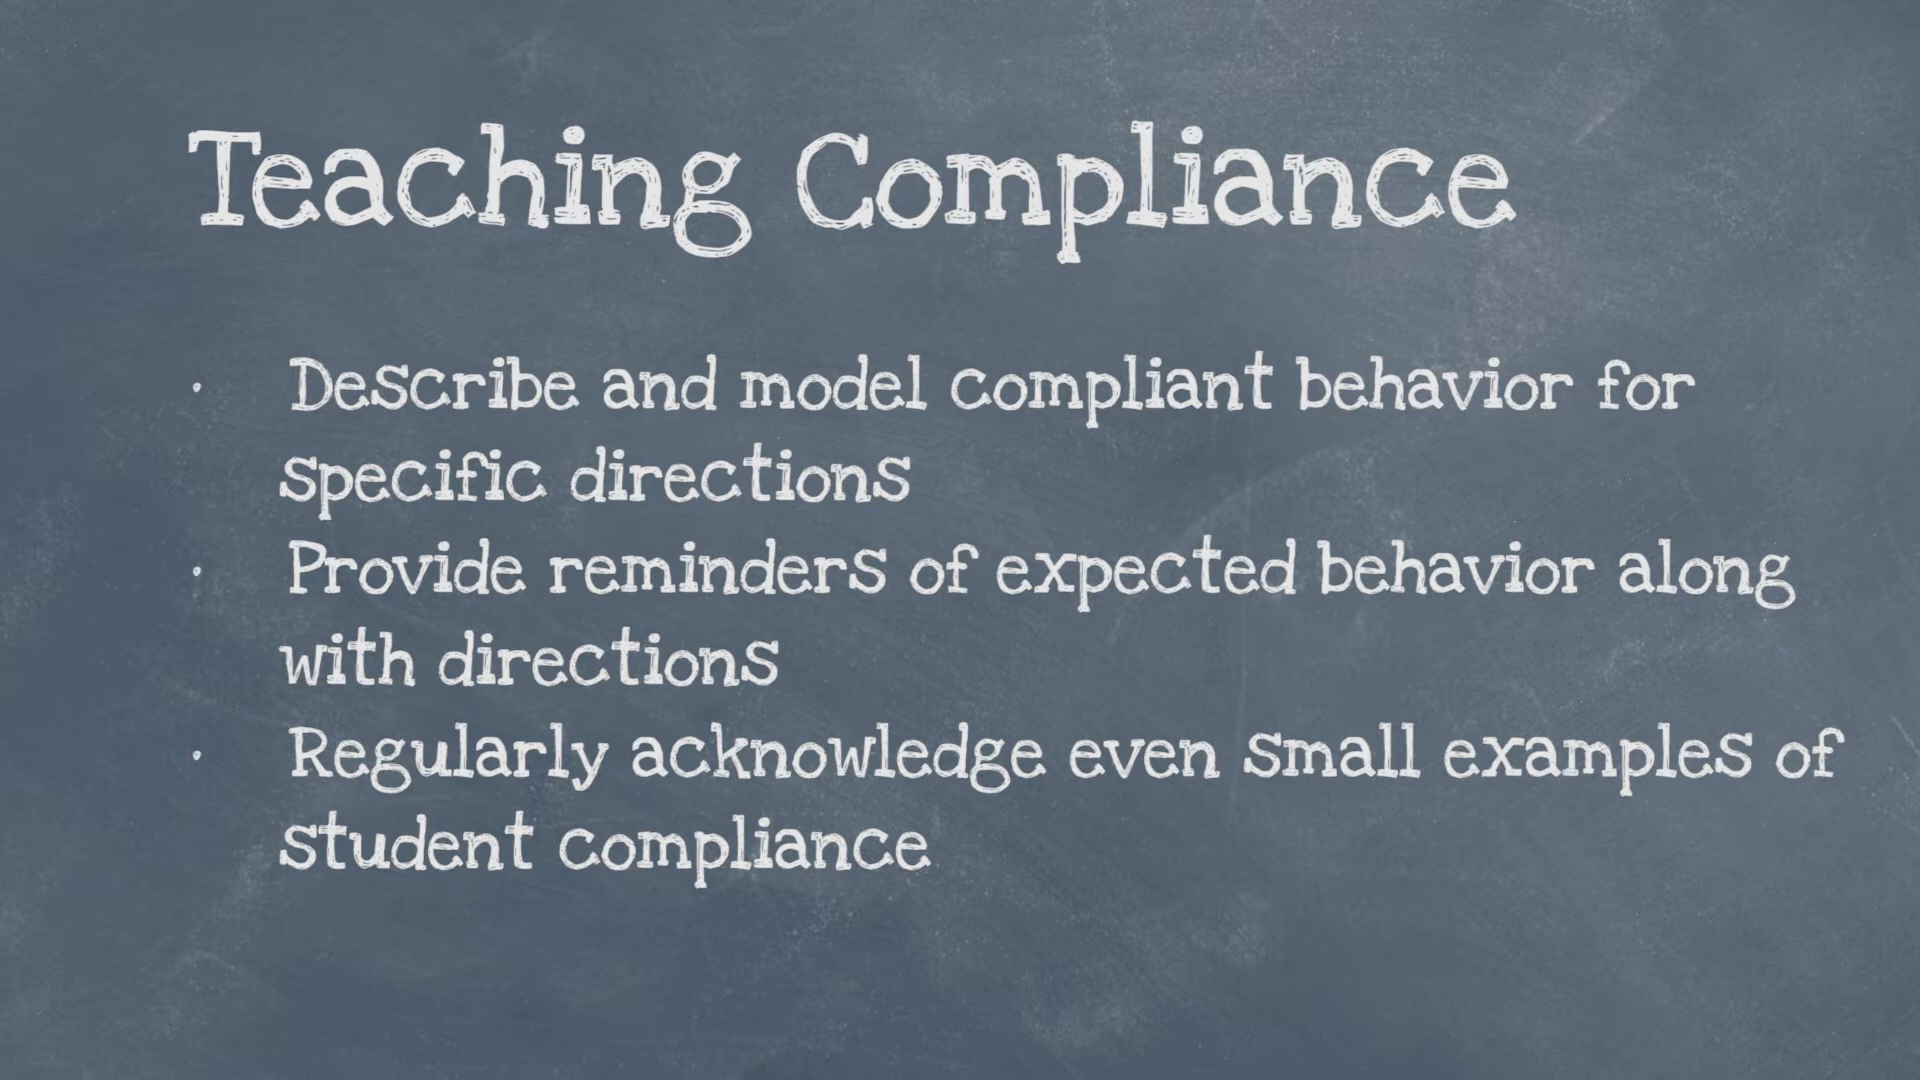 Teaching Compliance
· Describe and model compliant behavior for
specific directions
· Provide reminders of expected behavior along
with directions
· Regularly acknowledge even small examples of
student compliance